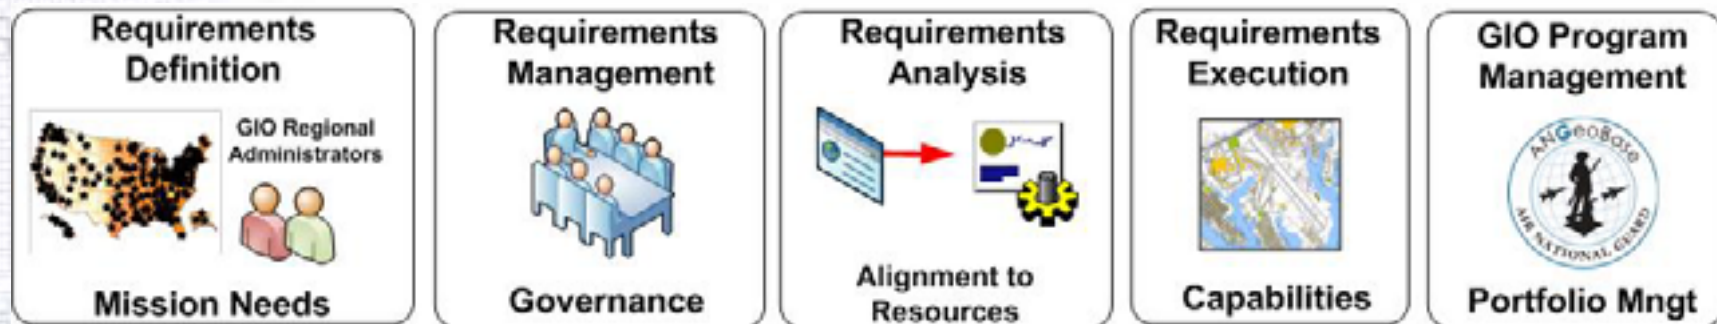 Requirements
Definition
GIO Regional
Administrators
Mission Needs
Requirements
Management
Governance
Requirements
Analysis
Alignment to
Resources
Requirements
Execution
Capabilities
GIO Program
Management
ANGeoBase
AIR NATIONAL GUARD
Portfolio Mngt